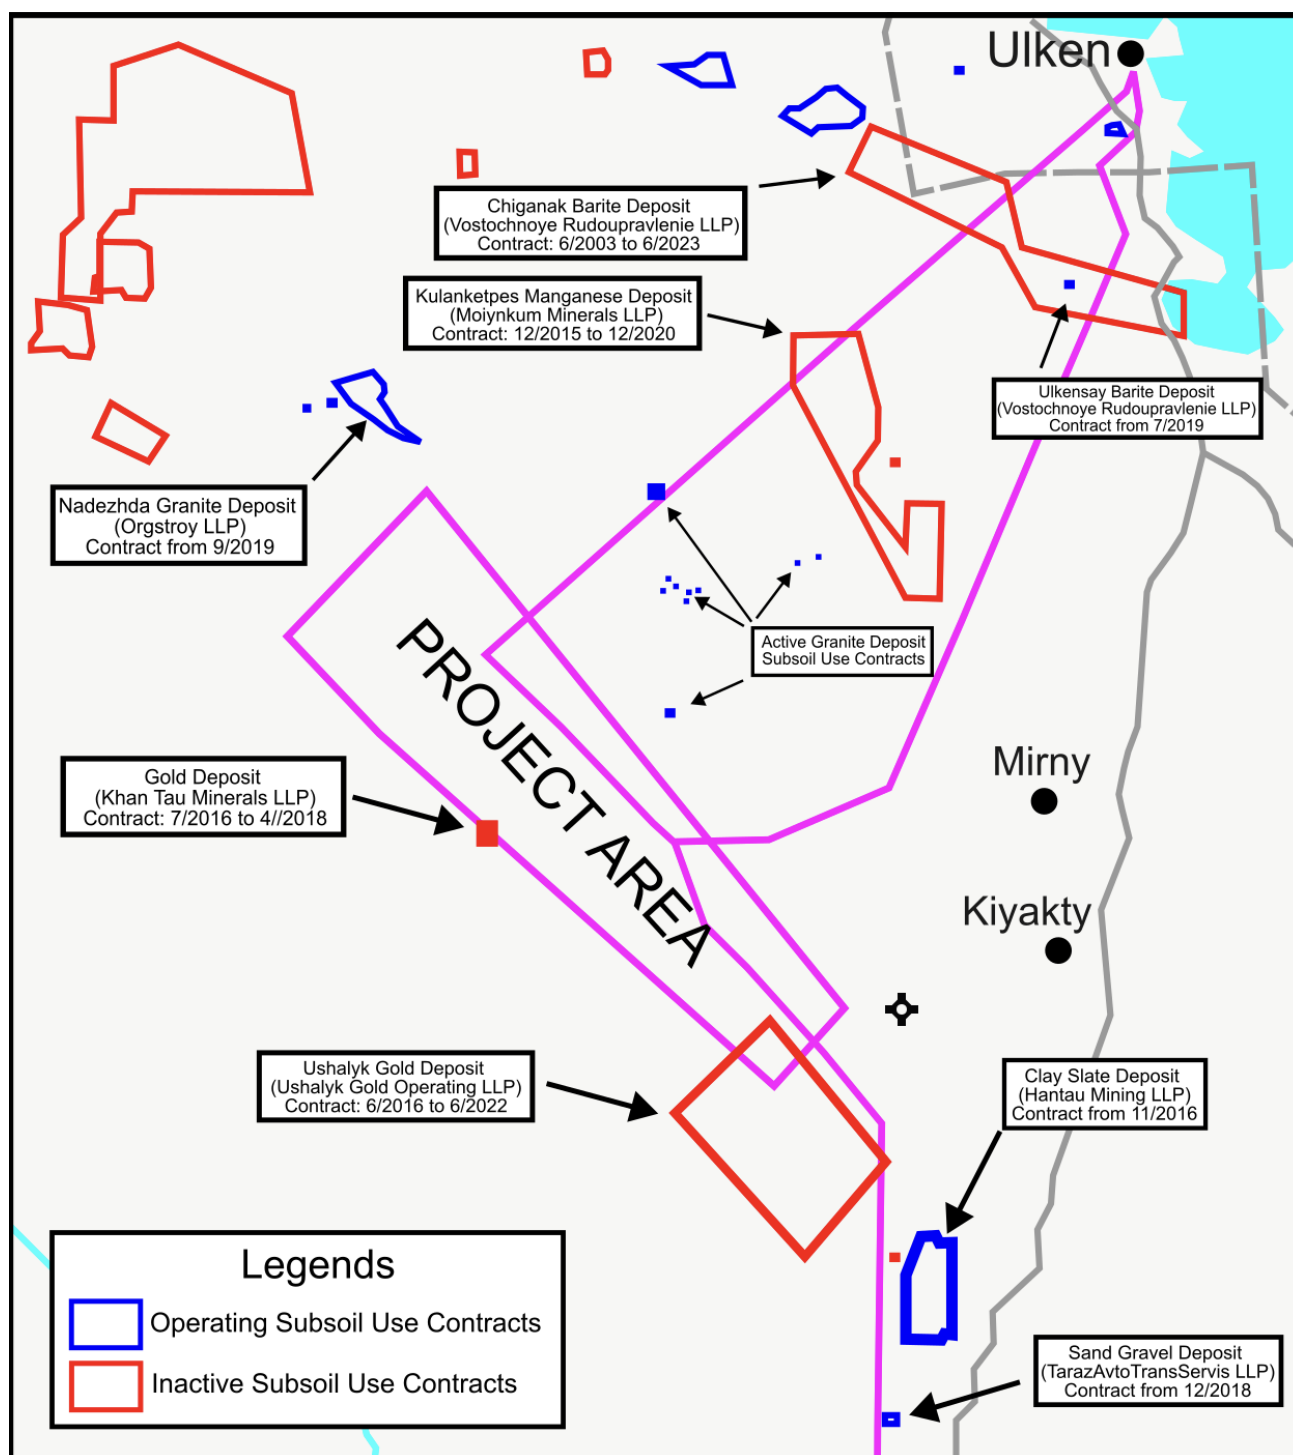 Ulken
Chiganak Barite Deposit
(Vostochnoye Rudoupravlenie LLP)
Contract: 6/2003 to 6/2023
Kulanketpes Manganese Deposit
(Moiynkum Minerals LLP)
Contract: 12/2015 to 12/2020
Ulkensay Barite Deposit
(Vostochnoye Rudoupravlenie LLP)
Contract from 7/2019
Nadezhda Granite Deposit
(Orgstroy LLP)
Contract from 9/2019
Active Granite Deposit
Subsoil Use Contracts
PROJECT AREA
Gold Deposit
(Khan Tau Minerals LLP)
Contract: 7/2016 to 4//2018
Mirny
Kiyakty
Ushalyk Gold Deposit
(Ushalyk Gold Operating LLP)
Contract: 6/2016 to 6/2022
Clay Slate Deposit
(Hantau Mining LLP)
Contract from 11/2016
Legends
Operating Subsoil Use Contracts
Inactive Subsoil Use Contracts
Sand Gravel Deposit
(TarazAvtoTransServis LLP)
Contract from 12/2018